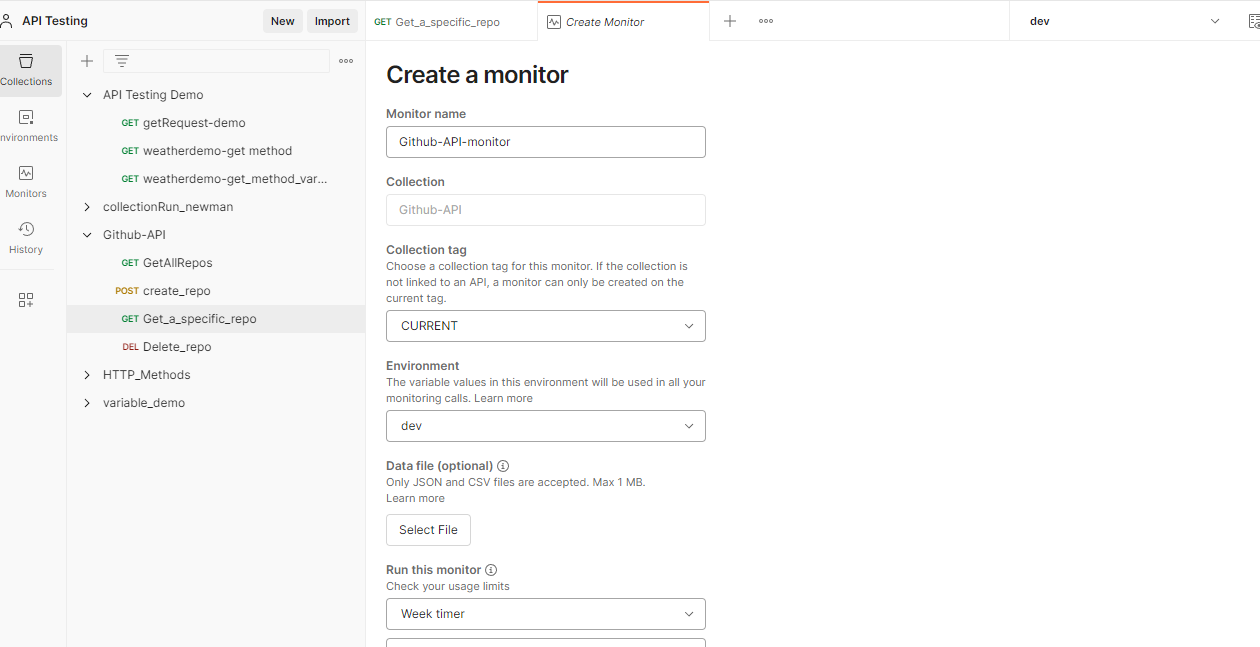 API Testing
New
Import
GET Get_a_specific_repo
Create Monitor
dev
Collections
nvironments
Monitors
History
API Testing Demo
GET getRequest-demo
GET weatherdemo-get method
GET weatherdemo-get_method_var...
collectionRun_newman
Github-API
GET GetAllRepos
POST create_repo
GET Get_a_specific_repo
DEL Delete_repo
HTTP_Methods
variable_demo
Create a monitor
Monitor name
Github-API-monitor
Collection
Github-API
Collection tag
Choose a collection tag for this monitor. If the collection is
not linked to an API, a monitor can only be created on the
current tag.
CURRENT
Environment
The variable values in this environment will be used in all your
monitoring calls. Learn more
dev
Data file (optional)
Only JSON and CSV files are accepted. Max 1 MB.
Learn more
Select File
Run this monitor
Check your usage limits
Week timer